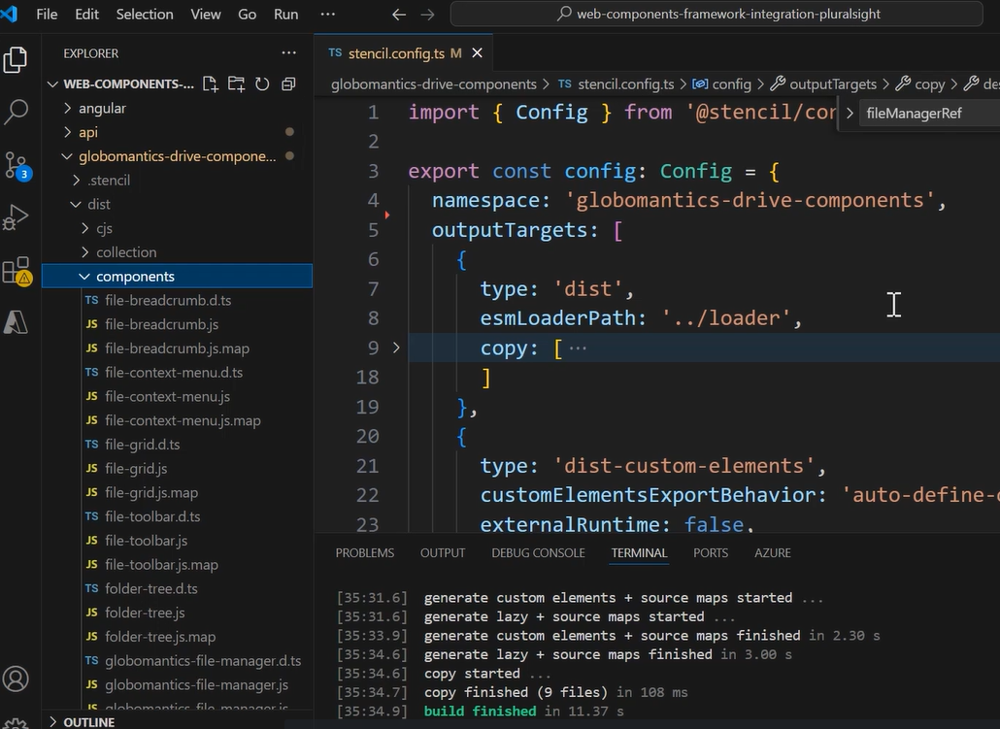 File Edit Selection View Go Run ...
web-components-framework-integration-pluralsight
EXPLORER ...
WEB-COMPONENTS-...
angular
api
globomantics-drive-compone...
.stencil
dist
cjs
collection
components
TS file-breadcrumb.d.ts
JS file-breadcrumb.js
JS file-breadcrumb.js.map
TS file-context-menu.d.ts
JS file-context-menu.js
JS file-context-menu.js.map
TS file-grid.d.ts
JS file-grid.js
JS file-grid.js.map
TS file-toolbar.d.ts
JS file-toolbar.js
JS file-toolbar.js.map
TS folder-tree.d.ts
JS folder-tree.js
JS folder-tree.js.map
TS globomantics-file-manager.d.ts
JS globomantics-file-manager.js
JS globomantics-file-manager.js.map
OUTLINE
3
TS stencil.config.ts M
globomantics-drive-components > TS stencil.config.ts > config > outputTargets > copy > des
fileManagerRef
1 import { Config } from '@stencil/cor
2
3 export const config: Config = {
4 namespace: 'globomantics-drive-components',
5 outputTargets: [
6 {
7 type: 'dist',
8 esmLoaderPath: '../loader',
9 copy: [ ...
18 ]
19 },
20 {
21 type: 'dist-custom-elements',
22 customElementsExportBehavior: 'auto-define-c
23 externalRuntime: false,
PROBLEMS OUTPUT DEBUG CONSOLE TERMINAL PORTS AZURE
[35:31.6] generate custom elements + source maps started ...
[35:31.6] generate lazy + source maps started ...
[35:33.9] generate custom elements + source maps finished in 2.30 s
[35:34.6] generate lazy + source maps finished in 3.00 s
[35:34.6] copy started ...
[35:34.7] copy finished (9 files) in 108 ms
[35:34.9] build finished in 11.37 s